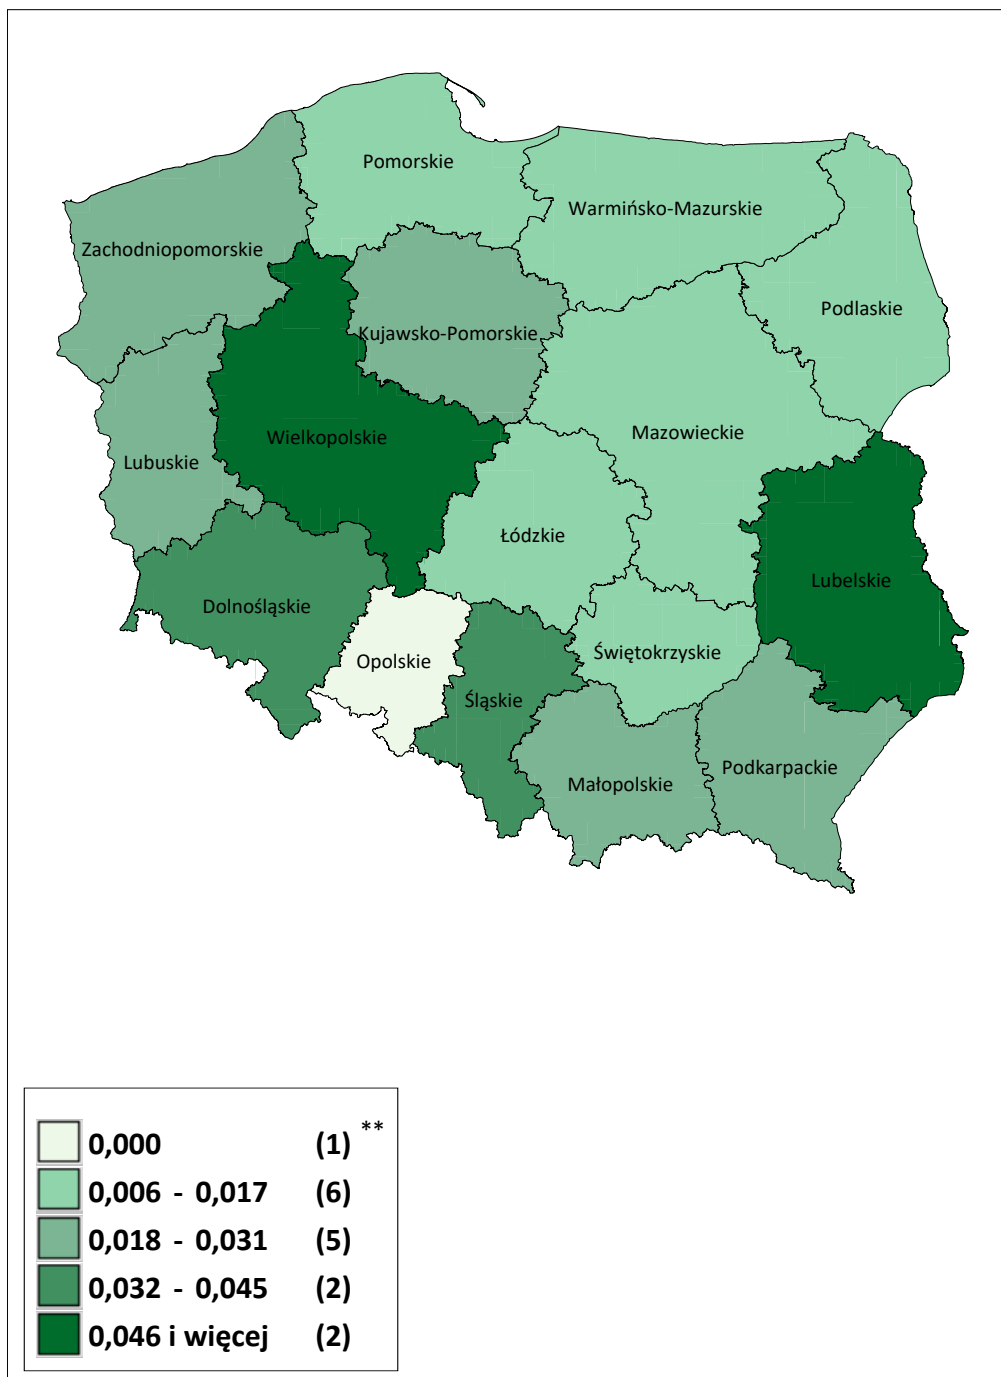 Pomorskie
Warmińsko-Mazurskie
Zachodniopomorskie
Podlaskie
Kujawsko-Pomorskie
Mazowieckie
Wielkopolskie
Lubuskie
Łódzkie
Lubelskie
Dolnośląskie
Świętokrzyskie
Opolskie
Śląskie
Podkarpackie
Małopolskie
0,000 (1) **
0,006 - 0,017 (6)
0,018 - 0,031 (5)
0,032 - 0,045 (2)
0,046 i więcej (2)